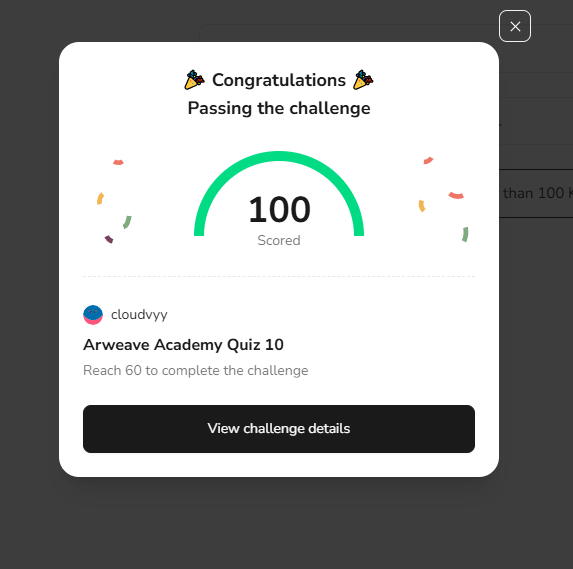 Congratulations
Passing the challenge
100
Scored
than 100 K
cloudvyy
Arweave Academy Quiz 10
Reach 60 to complete the challenge
View challenge details